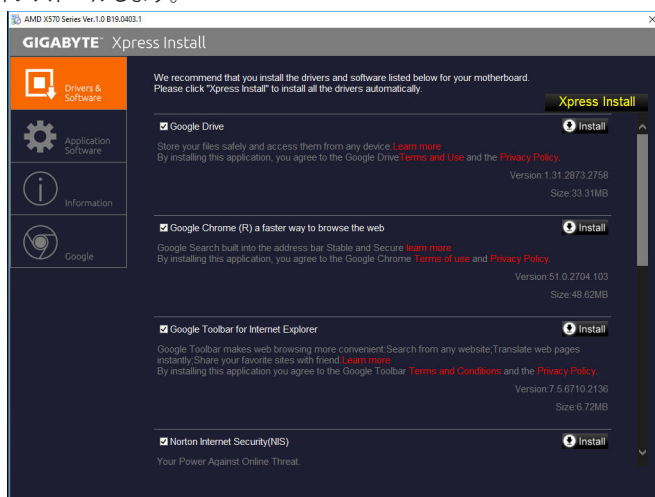 AMD X570 Series Ver.1.0 B19.0403.1
GIGABYTE™ Xpress Install
Drivers & Software
Application Software
Information
Google
We recommend that you install the drivers and software listed below for your motherboard.
Please click "Xpress Install" to install all the drivers automatically.
Xpress Install
Google Drive
Install
Store your files safely and access them from any device.Learn more
By installing this application, you agree to the Google DriveTerms and Use and the Privacy Policy.
Version:1.31.2873.2758
Size:33.31MB
Google Chrome (R) a faster way to browse the web
Install
Google Search built into the address bar Stable and Secure learn more
By installing this application, you agree to the Google Chrome Terms of use and Privacy Policy.
Version:51.0.2704.103
Size:48.62MB
Google Toolbar for Internet Explorer
Install
Google Toolbar makes web browsing more convenient:Search from any website;Translate web pages
instantly;Share your favorite sites with friend.Learn more
By installing this application you agree to the Google Toolbar Terms and Conditions and the Privacy Policy.
Version:7.5.6710.2136
Size:6.72MB
Norton Internet Security(NIS)
Install
Your Power Against Online Threat.